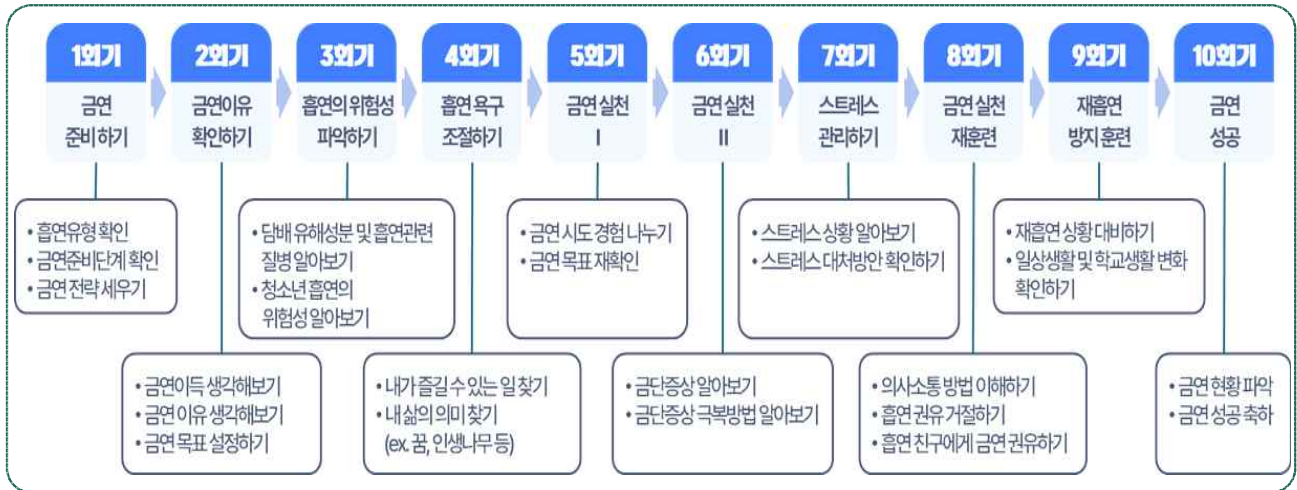 1회기
금연
준비 하기
2회기
금연이유
확인하기
3회기
흡연의 위험성
파악하기
4회기
흡연 욕구
조절하기
5회기
금연 실천
I
6회기
금연 실천
II
7회기
스트레스
관리하기
8회기
금연 실천
재훈련
9회기
재흡연
방지 훈련
10회기
금연
성공
• 흡연유형 확인
• 금연준비단계 확인
• 금연 전략 세우기
• 담배 유해성분 및 흡연관련
질병 알아보기
• 청소년 흡연의
위험성 알아보기
• 금연 시도 경험 나누기
• 금연 목표 재확인
• 스트레스 상황 알아보기
• 스트레스 대처방안 확인하기
• 재흡연 상황 대비하기
• 일상생활 및 학교생활 변화
확인하기
• 금연이득 생각해보기
• 금연 이유 생각해보기
• 금연 목표 설정하기
• 내가 즐길 수 있는 일 찾기
• 내 삶의 의미 찾기
(ex. 꿈, 인생나무 등)
• 금단증상 알아보기
• 금단증상 극복방법 알아보기
• 의사소통 방법 이해하기
• 흡연 권유 거절하기
• 흡연 친구에게 금연 권유하기
• 금연 현황 파악
• 금연 성공 축하